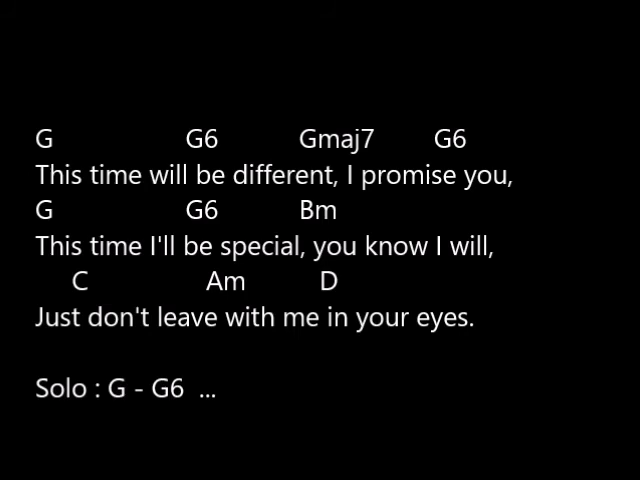 G G6 Gmaj7 G6
This time will be different, I promise you,
G G6 Bm
This time I'll be special, you know I will,
C Am D
Just don't leave with me in your eyes.
Solo : G - G6 ...